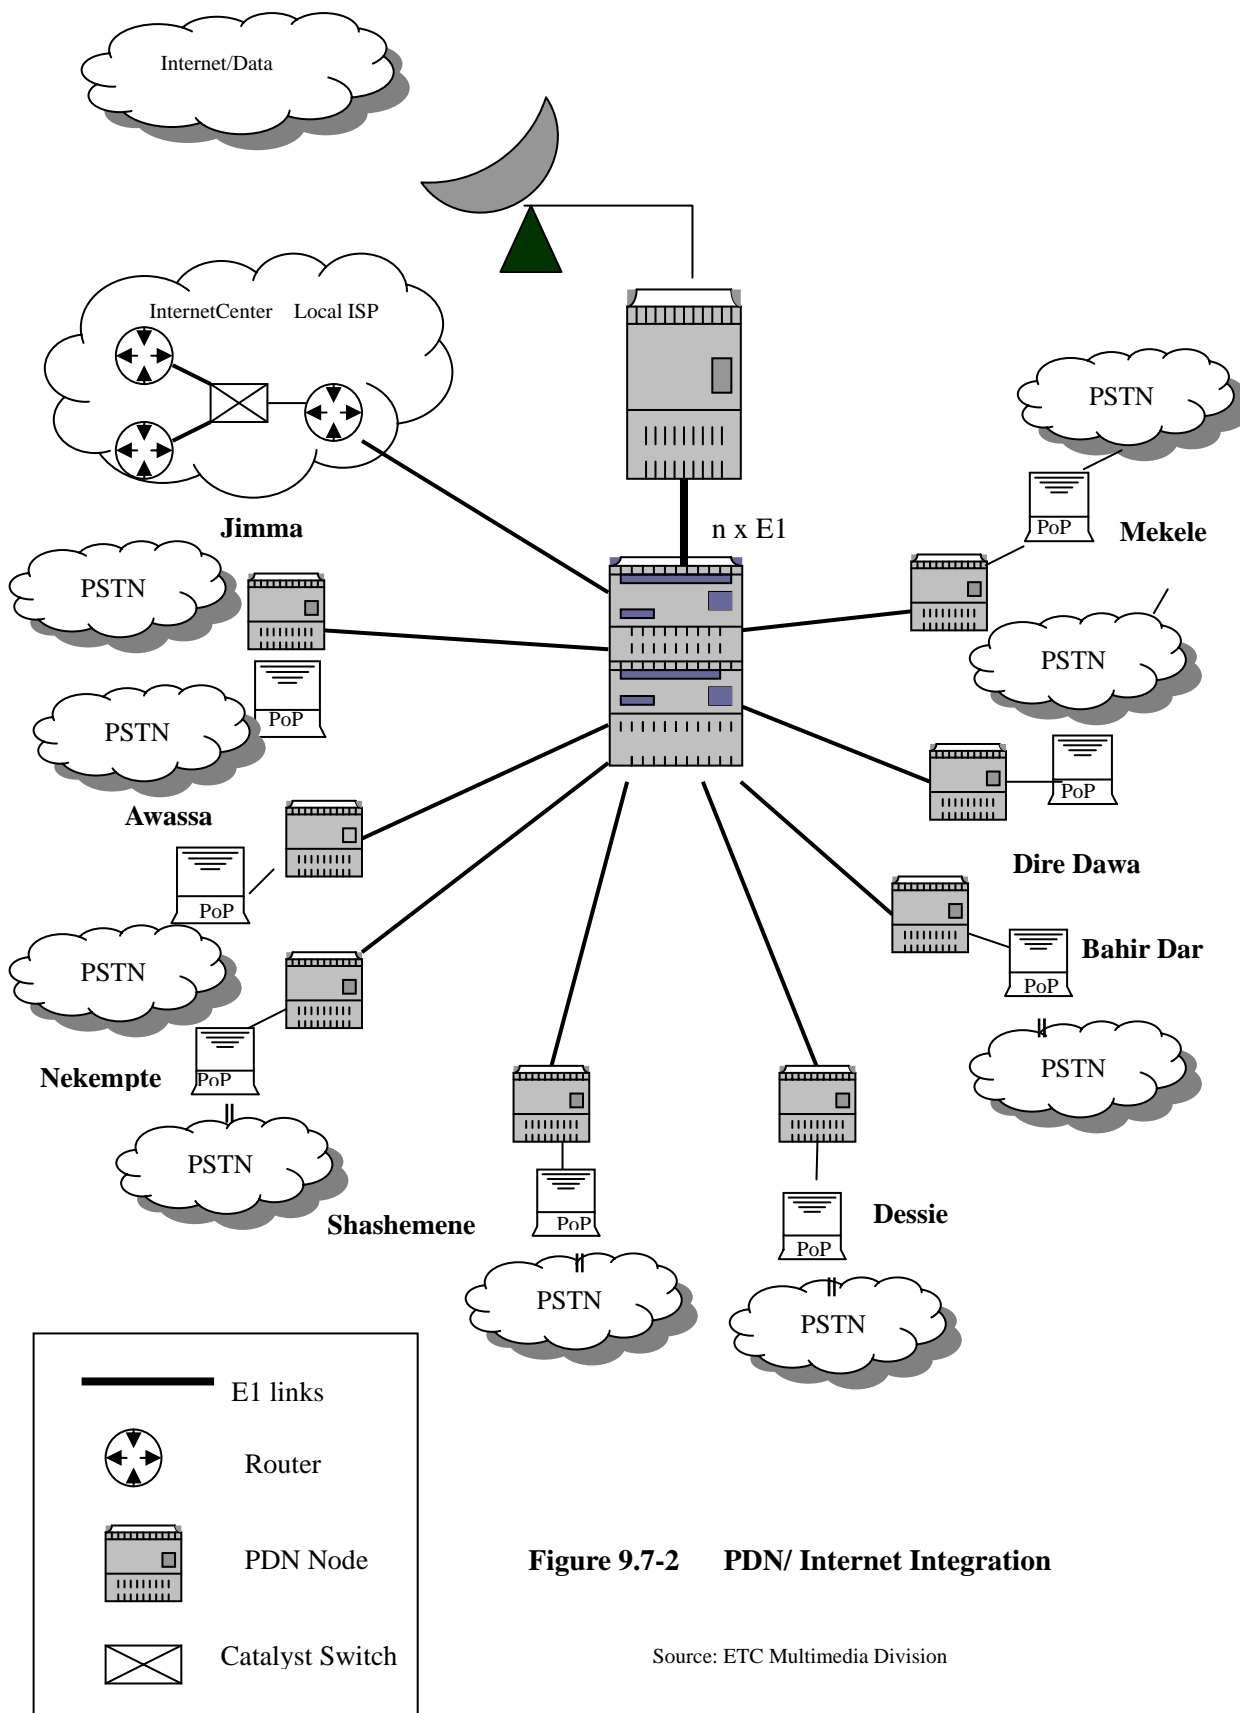 Internet/Data
InternetCenter Local ISP
n x E1
PSTN
PoP
Mekele
Jimma
PSTN
PSTN
PoP
PSTN
PoP
Awassa
Dire Dawa
PoP
Bahir Dar
PSTN
PoP
PSTN
Nekempte
PoP
PSTN
Shashemene
PoP
Dessie
PoP
PSTN
PSTN
E1 links
Router
PDN Node
Catalyst Switch
Figure 9.7-2 PDN/ Internet Integration
Source: ETC Multimedia Division